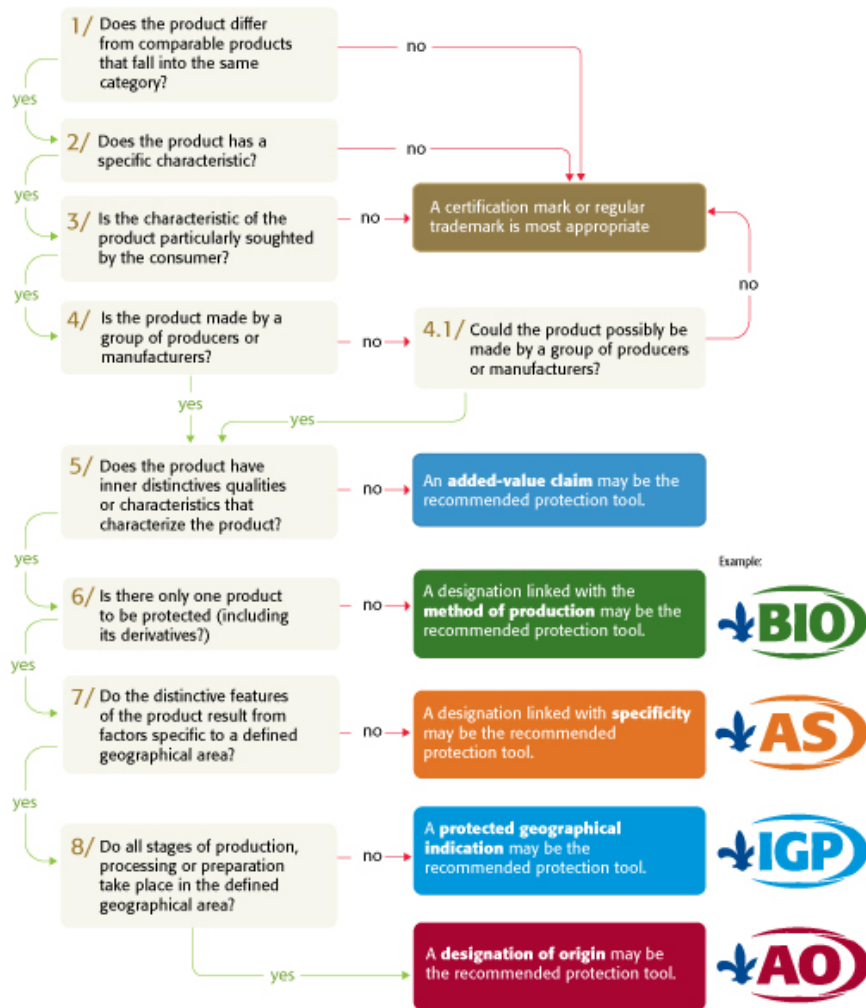 1/ Does the product differ
from comparable products
that fall into the same
category?
no
yes
2/ Does the product has a
specific characteristic?
no
yes
3/ Is the characteristic of the
product particularly soughted
by the consumer?
no
A certification mark or regular
trademark is most appropriate
yes
4/ Is the product made by a
group of producers or
manufacturers?
no
4.1/ Could the product possibly be
made by a group of producers
or manufacturers?
no
yes
yes
5/ Does the product have
inner distinctives qualities
or characteristics that
characterize the product?
no
An added-value claim may be the
recommended protection tool.
yes
Example:
6/ Is there only one product
to be protected (including
its derivatives?)
no
A designation linked with the
method of production may be the
recommended protection tool.
BIO
yes
7/ Do the distinctive features
of the product result from
factors specific to a defined
geographical area?
no
A designation linked with specificity
may be the recommended
protection tool.
AS
yes
8/ Do all stages of production,
processing or preparation
take place in the defined
geographical area?
no
A protected geographical
indication may be the
recommended protection tool.
IGP
yes
A designation of origin may be
the recommended protection tool.
AO